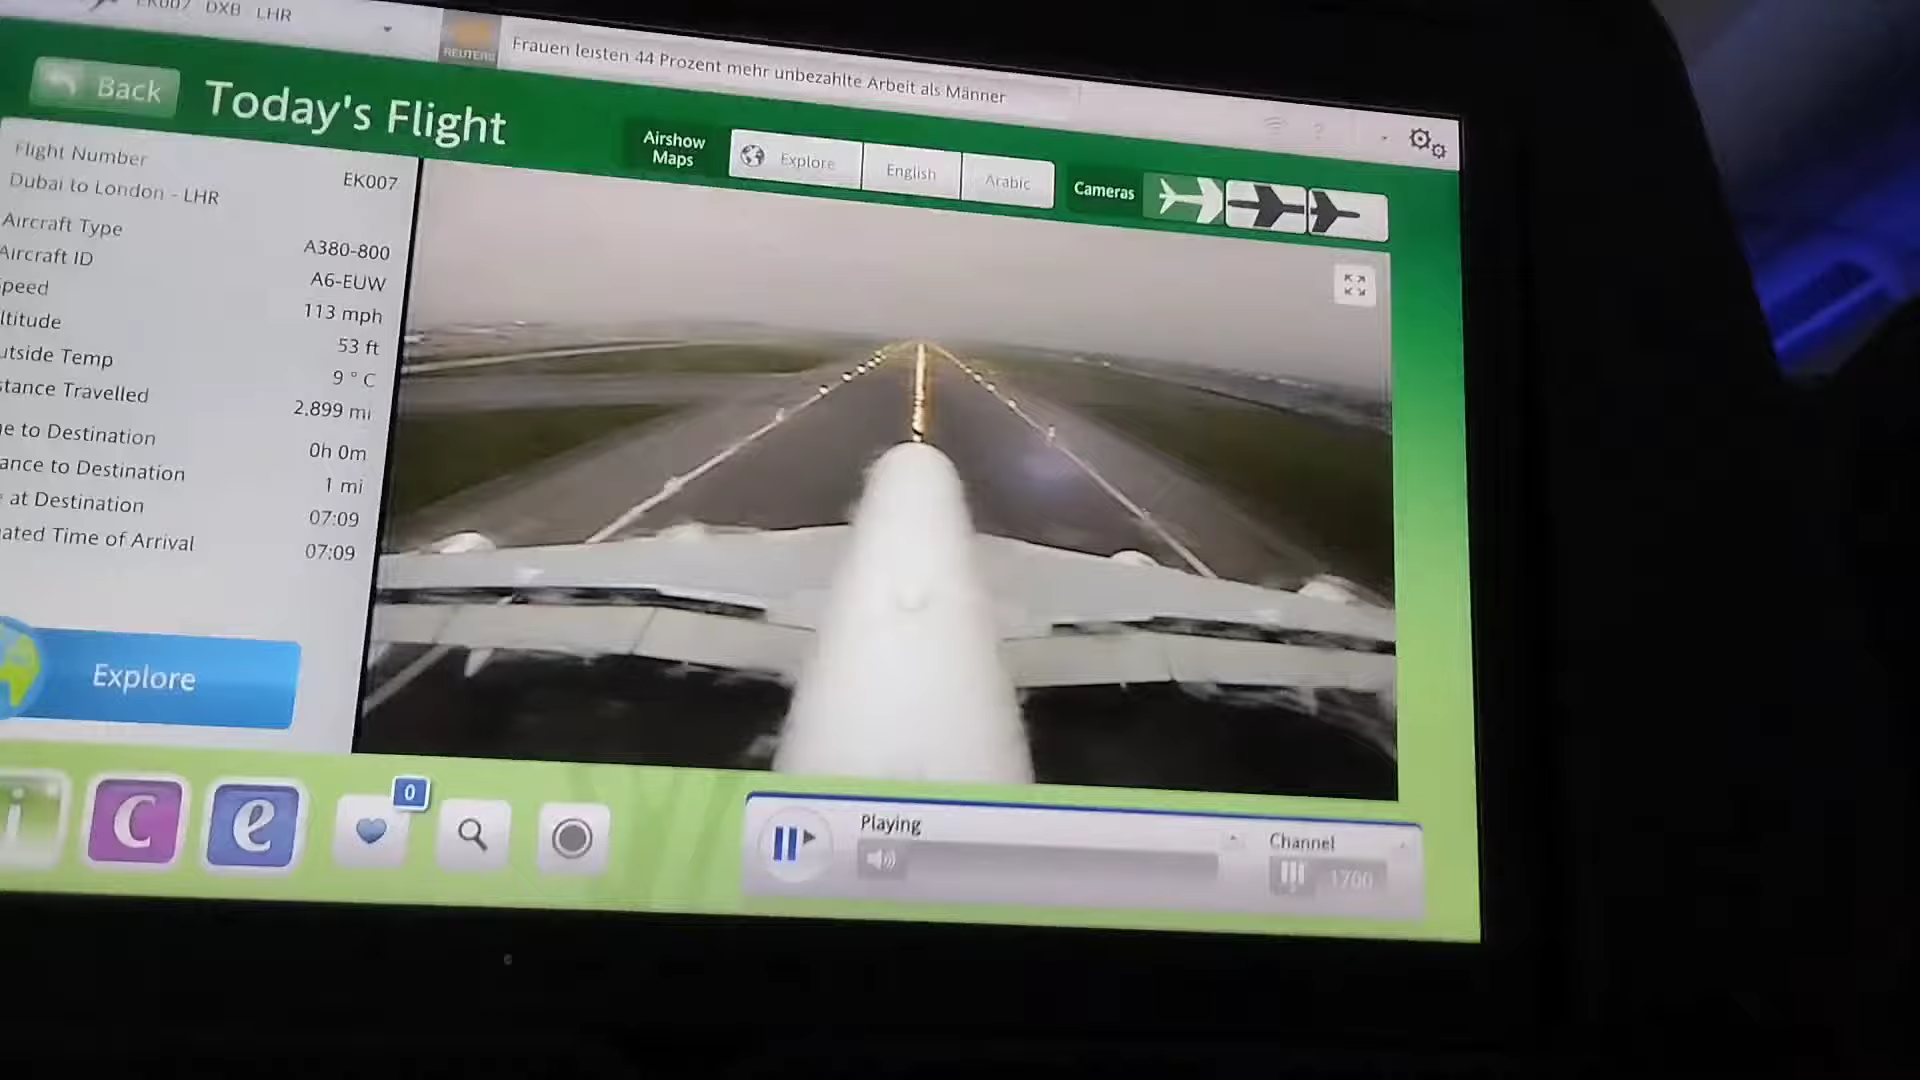 EK007 DXB LHR
REUTERS
Frauen leisten 44 Prozent mehr unbezahlte Arbeit als Männer
?
Back
Today's Flight
Airshow
Maps
Explore
English
Arabic
Cameras
Flight Number
EK007
Dubai to London - LHR
Aircraft Type
A380-800
Aircraft ID
A6-EUW
peed
113 mph
ltitude
53 ft
utside Temp
9 ° C
stance Travelled
2,899 mi
e to Destination
0h 0m
ance to Destination
1 mi
at Destination
07:09
ated Time of Arrival
07:09
Explore
i
C
e
0
Playing
Channel
1700